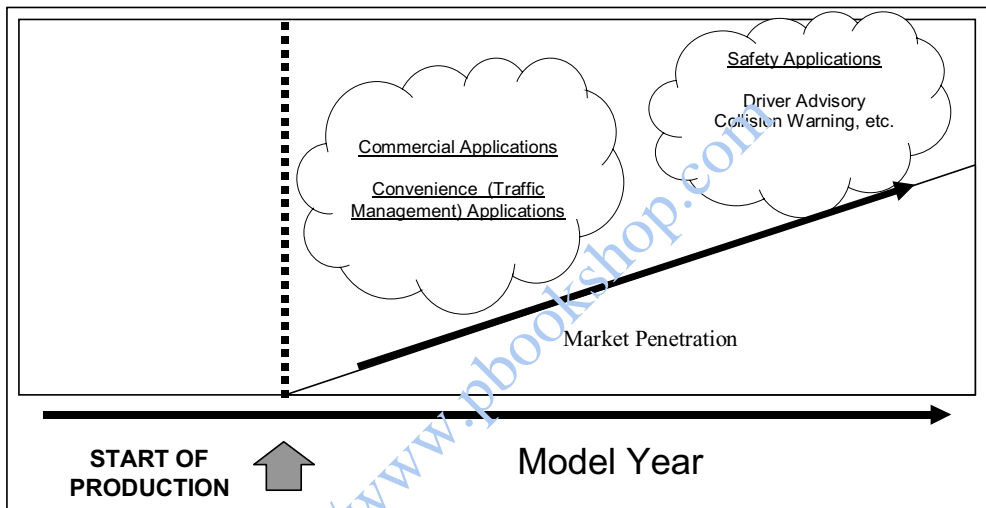 Safety Applications
Driver Advisory
Collision Warning, etc.
Commercial Applications
Convenience (Traffic
Management) Applications
Market Penetration
START OF
PRODUCTION
Model Year
/www.pbookshop.com